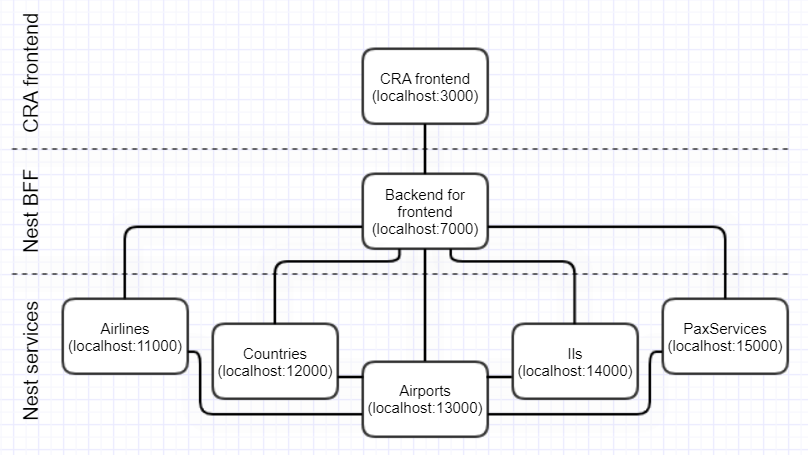 CRA frontend
CRA frontend
(localhost:3000)
Nest BFF
Backend for
frontend
(localhost:7000)
Nest services
Airlines
(localhost:11000)
Countries
(localhost:12000)
Airports
(localhost:13000)
IIs
(localhost:14000)
PaxServices
(localhost:15000)